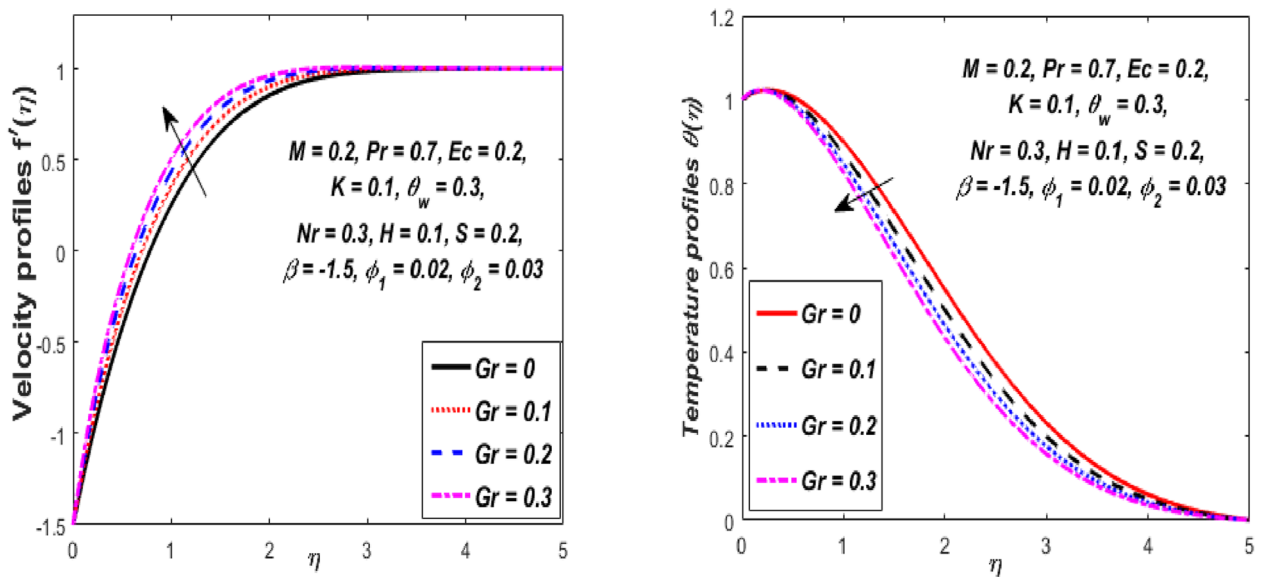 Velocity profiles f′(η)
1
0.5
0
-0.5
-1
-1.5
0
1
2
3
4
5
η
M = 0.2, Pr = 0.7, Ec = 0.2,
K = 0.1, θw = 0.3,
Nr = 0.3, H = 0.1, S = 0.2,
β = -1.5, ϕ1 = 0.02, ϕ2 = 0.03
Gr = 0
Gr = 0.1
Gr = 0.2
Gr = 0.3
Temperature profiles θ(η)
1.2
1
0.8
0.6
0.4
0.2
0
0
1
2
3
4
5
η
M = 0.2, Pr = 0.7, Ec = 0.2,
K = 0.1, θw = 0.3,
Nr = 0.3, H = 0.1, S = 0.2,
β = -1.5, ϕ1 = 0.02, ϕ2 = 0.03
Gr = 0
Gr = 0.1
Gr = 0.2
Gr = 0.3